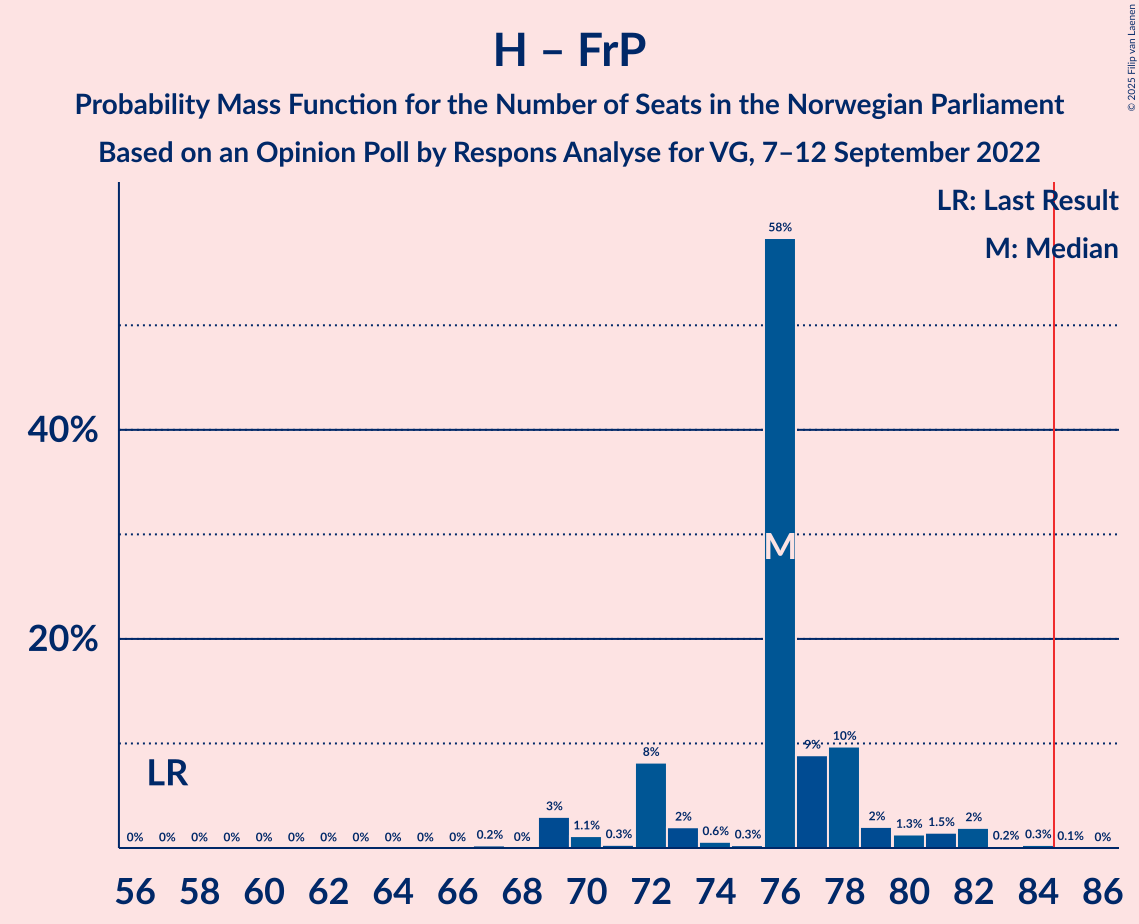 H – FrP
Probability Mass Function for the Number of Seats in the Norwegian Parliament
Based on an Opinion Poll by Respons Analyse for VG, 7–12 September 2022
© 2025 Filip van Laenen
LR: Last Result
M: Median
58%
40%
M
20%
LR
0% 0% 0% 0% 0% 0% 0% 0% 0% 0% 0% 0.2% 0% 3% 1.1% 0.3% 8% 2% 0.6% 0.3% 9% 10% 2% 1.3% 1.5% 2% 0.2% 0.3% 0.1% 0%
56 58 60 62 64 66 68 70 72 74 76 78 80 82 84 86